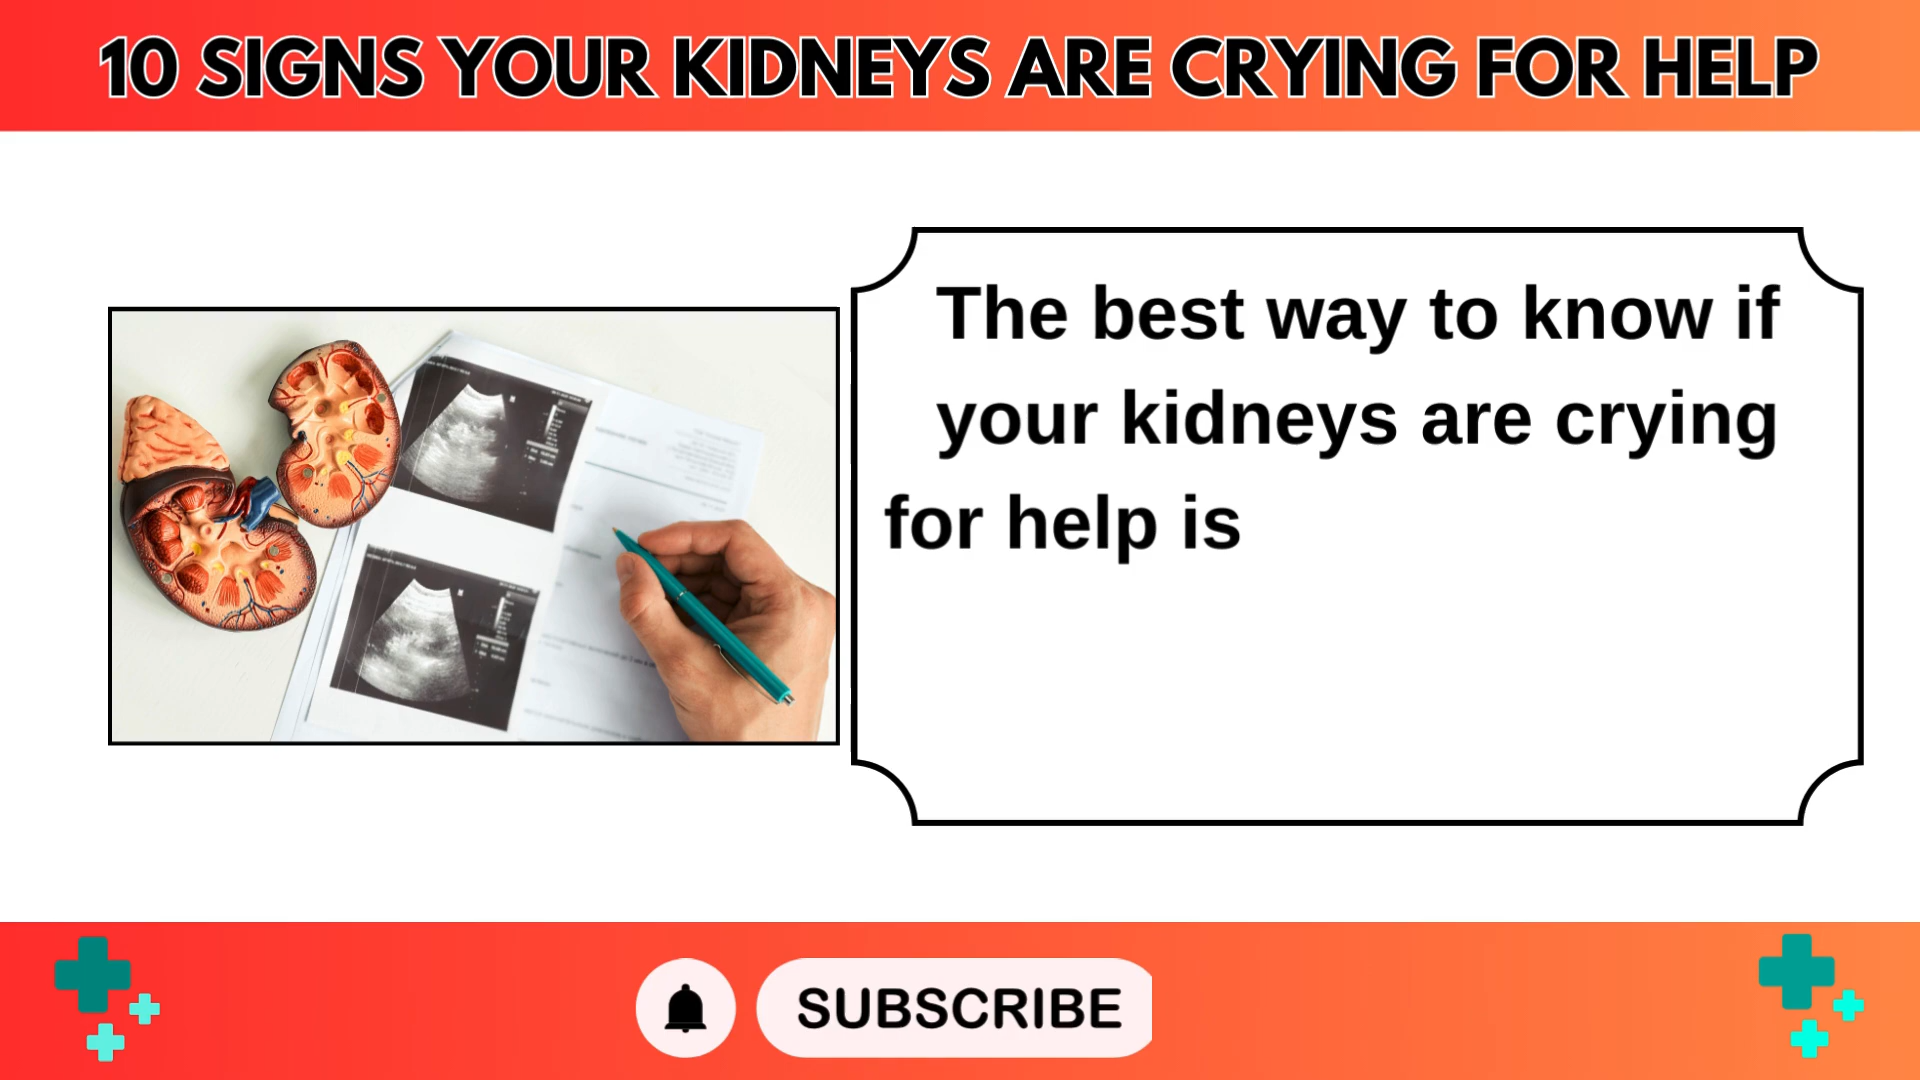 10 SIGNS YOUR KIDNEYS ARE CRYING FOR HELP
The best way to know if
your kidneys are crying
for help is
SUBSCRIBE